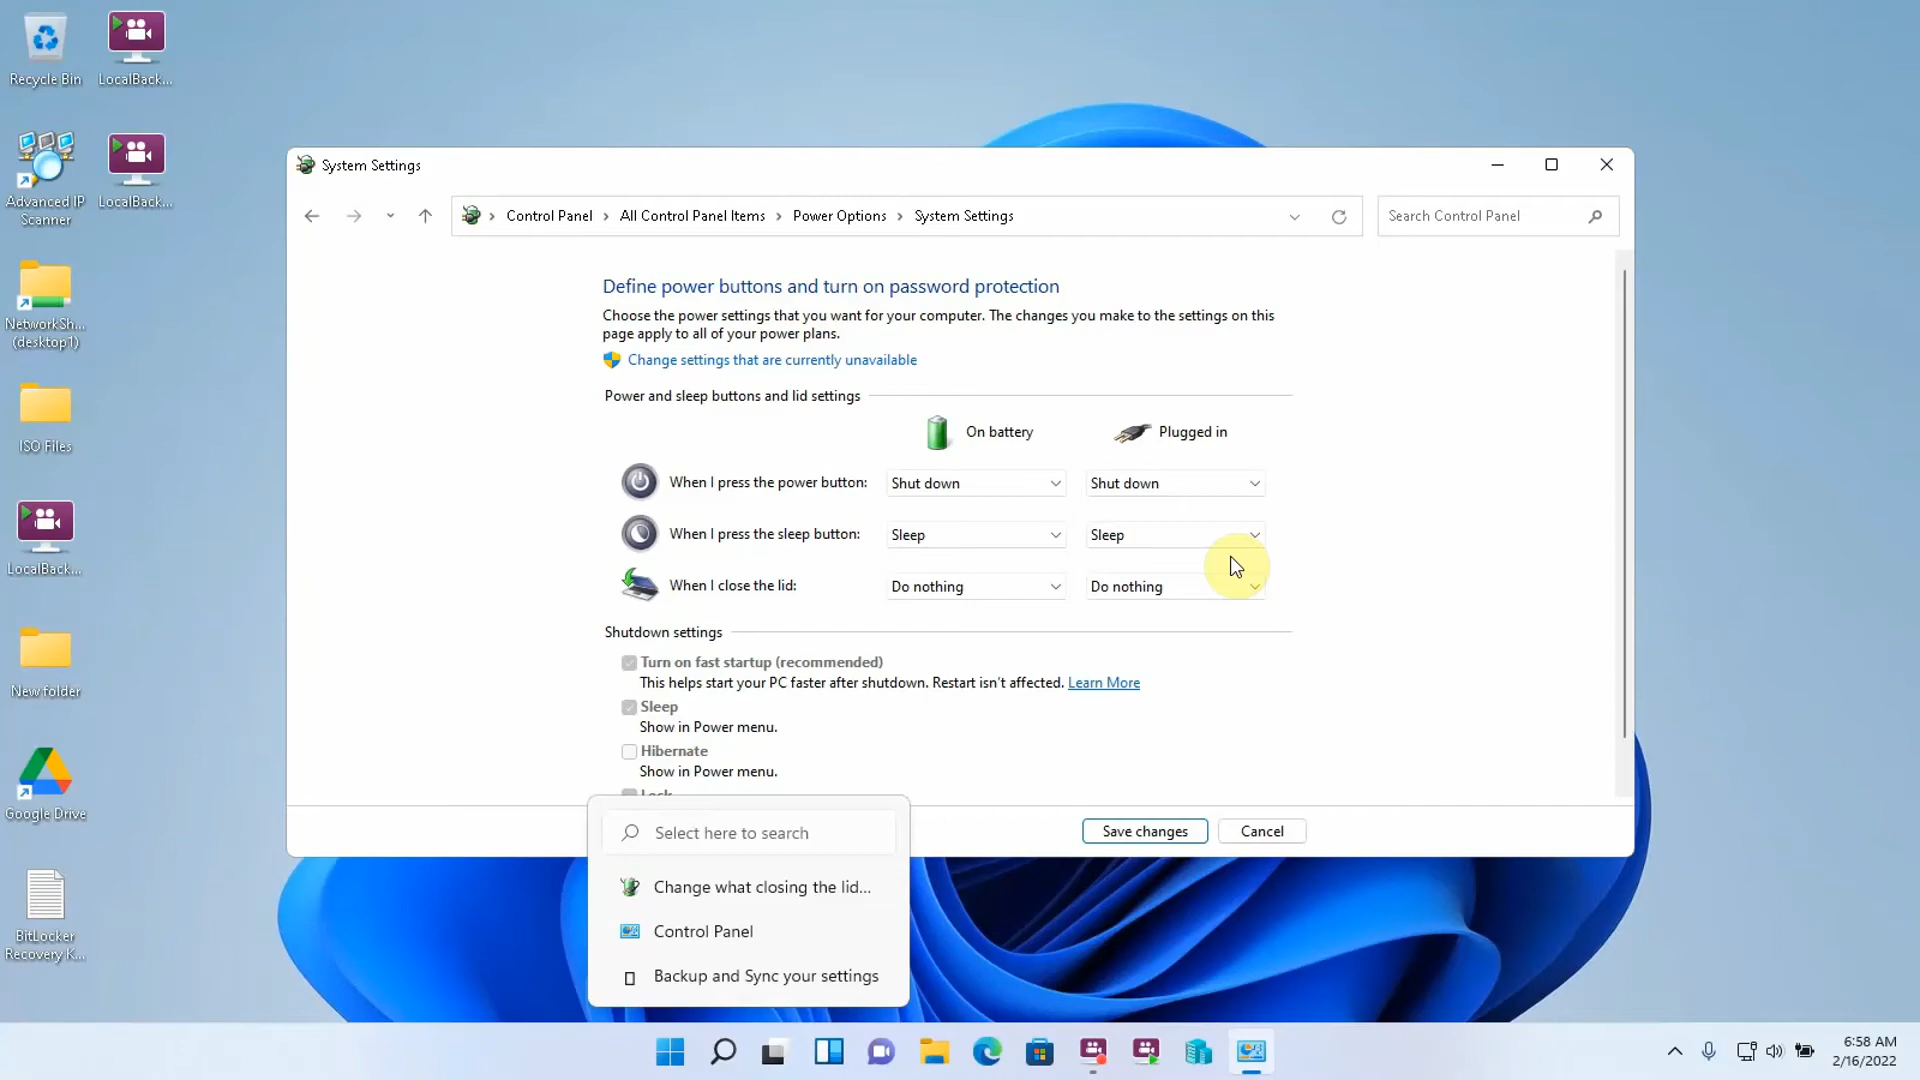 Recycle Bin
LocalBack...
Advanced IP
Scanner
LocalBack...
NetworkSh...
(desktop1)
ISO Files
LocalBack...
New folder
Google Drive
BitLocker
Recovery K...
System Settings
Control Panel > All Control Panel Items > Power Options > System Settings
Search Control Panel
Define power buttons and turn on password protection
Choose the power settings that you want for your computer. The changes you make to the settings on this
page apply to all of your power plans.
Change settings that are currently unavailable
Power and sleep buttons and lid settings
On battery Plugged in
When I press the power button: Shut down Shut down
When I press the sleep button: Sleep Sleep
When I close the lid: Do nothing Do nothing
Shutdown settings
Turn on fast startup (recommended)
This helps start your PC faster after shutdown. Restart isn't affected. Learn More
Sleep
Show in Power menu.
Hibernate
Show in Power menu.
Lock
Save changes Cancel
Select here to search
Change what closing the lid...
Control Panel
Backup and Sync your settings
6:58 AM
2/16/2022